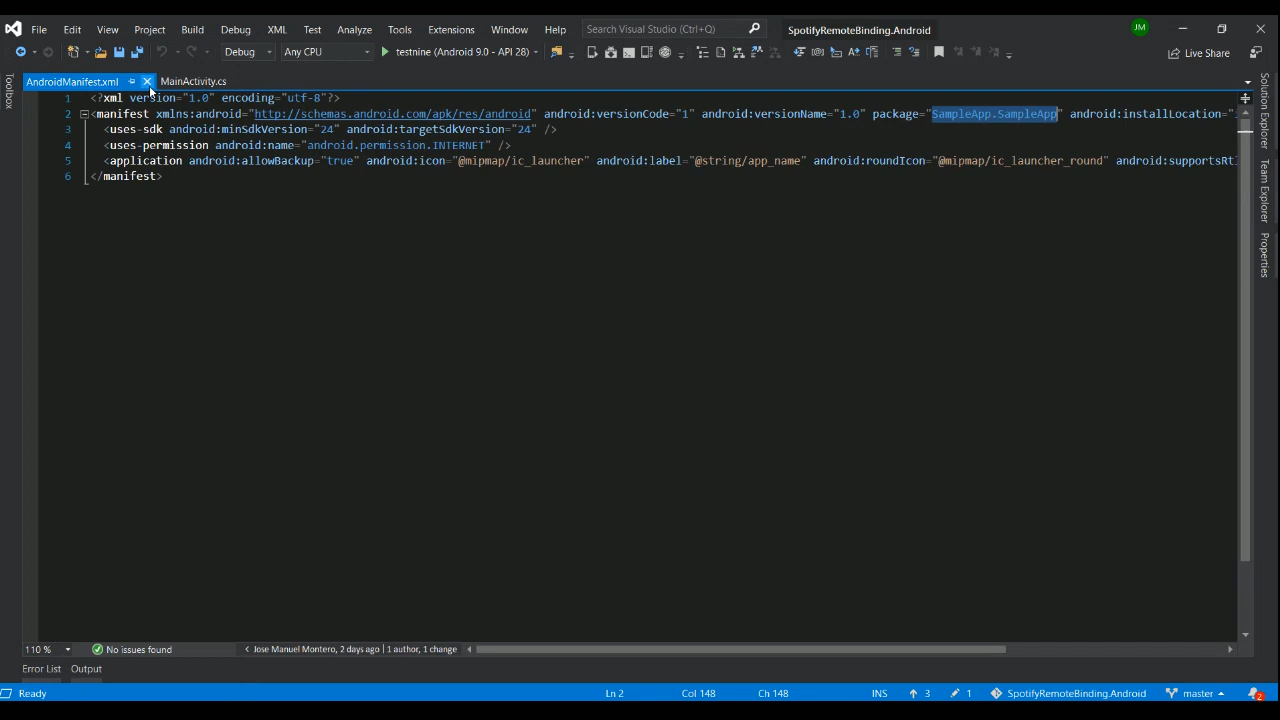 File Edit View Project Build Debug XML Test Analyze Tools Extensions Window Help Search Visual Studio (Ctrl+Q) SpotifyRemoteBinding.Android JM
Debug Any CPU testnine (Android 9.0 - API 28) Live Share
AndroidManifest.xml MainActivity.cs
Toolbox
1 <?xml version="1.0" encoding="utf-8"?>
2 <manifest xmlns:android="http://schemas.android.com/apk/res/android" android:versionCode="1" android:versionName="1.0" package="SampleApp.SampleApp" android:installLocation="
3 <uses-sdk android:minSdkVersion="24" android:targetSdkVersion="24" />
4 <uses-permission android:name="android.permission.INTERNET" />
5 <application android:allowBackup="true" android:icon="@mipmap/ic_launcher" android:label="@string/app_name" android:roundIcon="@mipmap/ic_launcher_round" android:supportsRtl
6 </manifest>
Solution Explorer
Team Explorer
Properties
110 % No issues found Jose Manuel Montero, 2 days ago | 1 author, 1 change
Error List Output
Ready Ln 2 Col 148 Ch 148 INS 3 1 SpotifyRemoteBinding.Android master 2